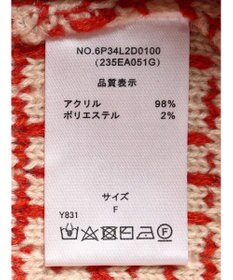 NO.6P34L2D0100
(235EA051G)
品質表示
アクリル 98%
ポリエステル 2%
サイズ
F
Y831